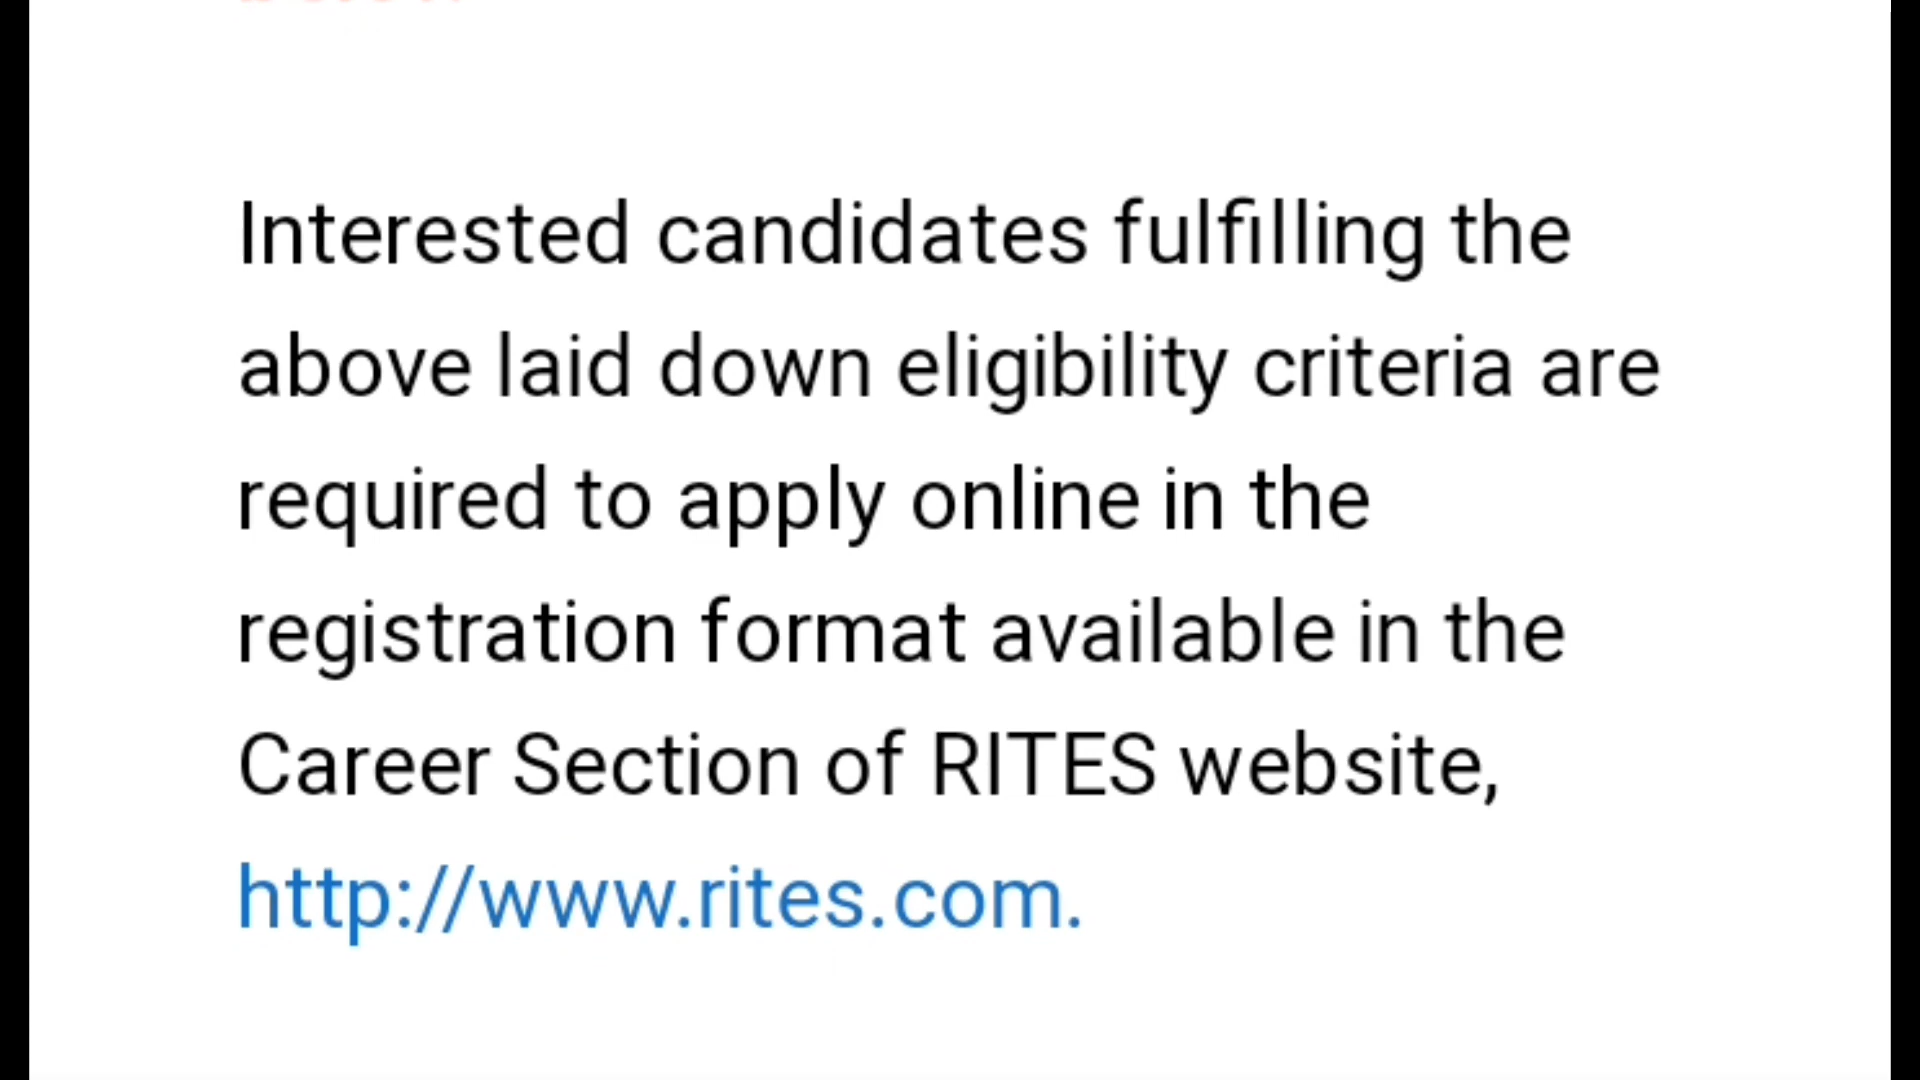 Interested candidates fulfilling the
above laid down eligibility criteria are
required to apply online in the
registration format available in the
Career Section of RITES website,
http://www.rites.com.